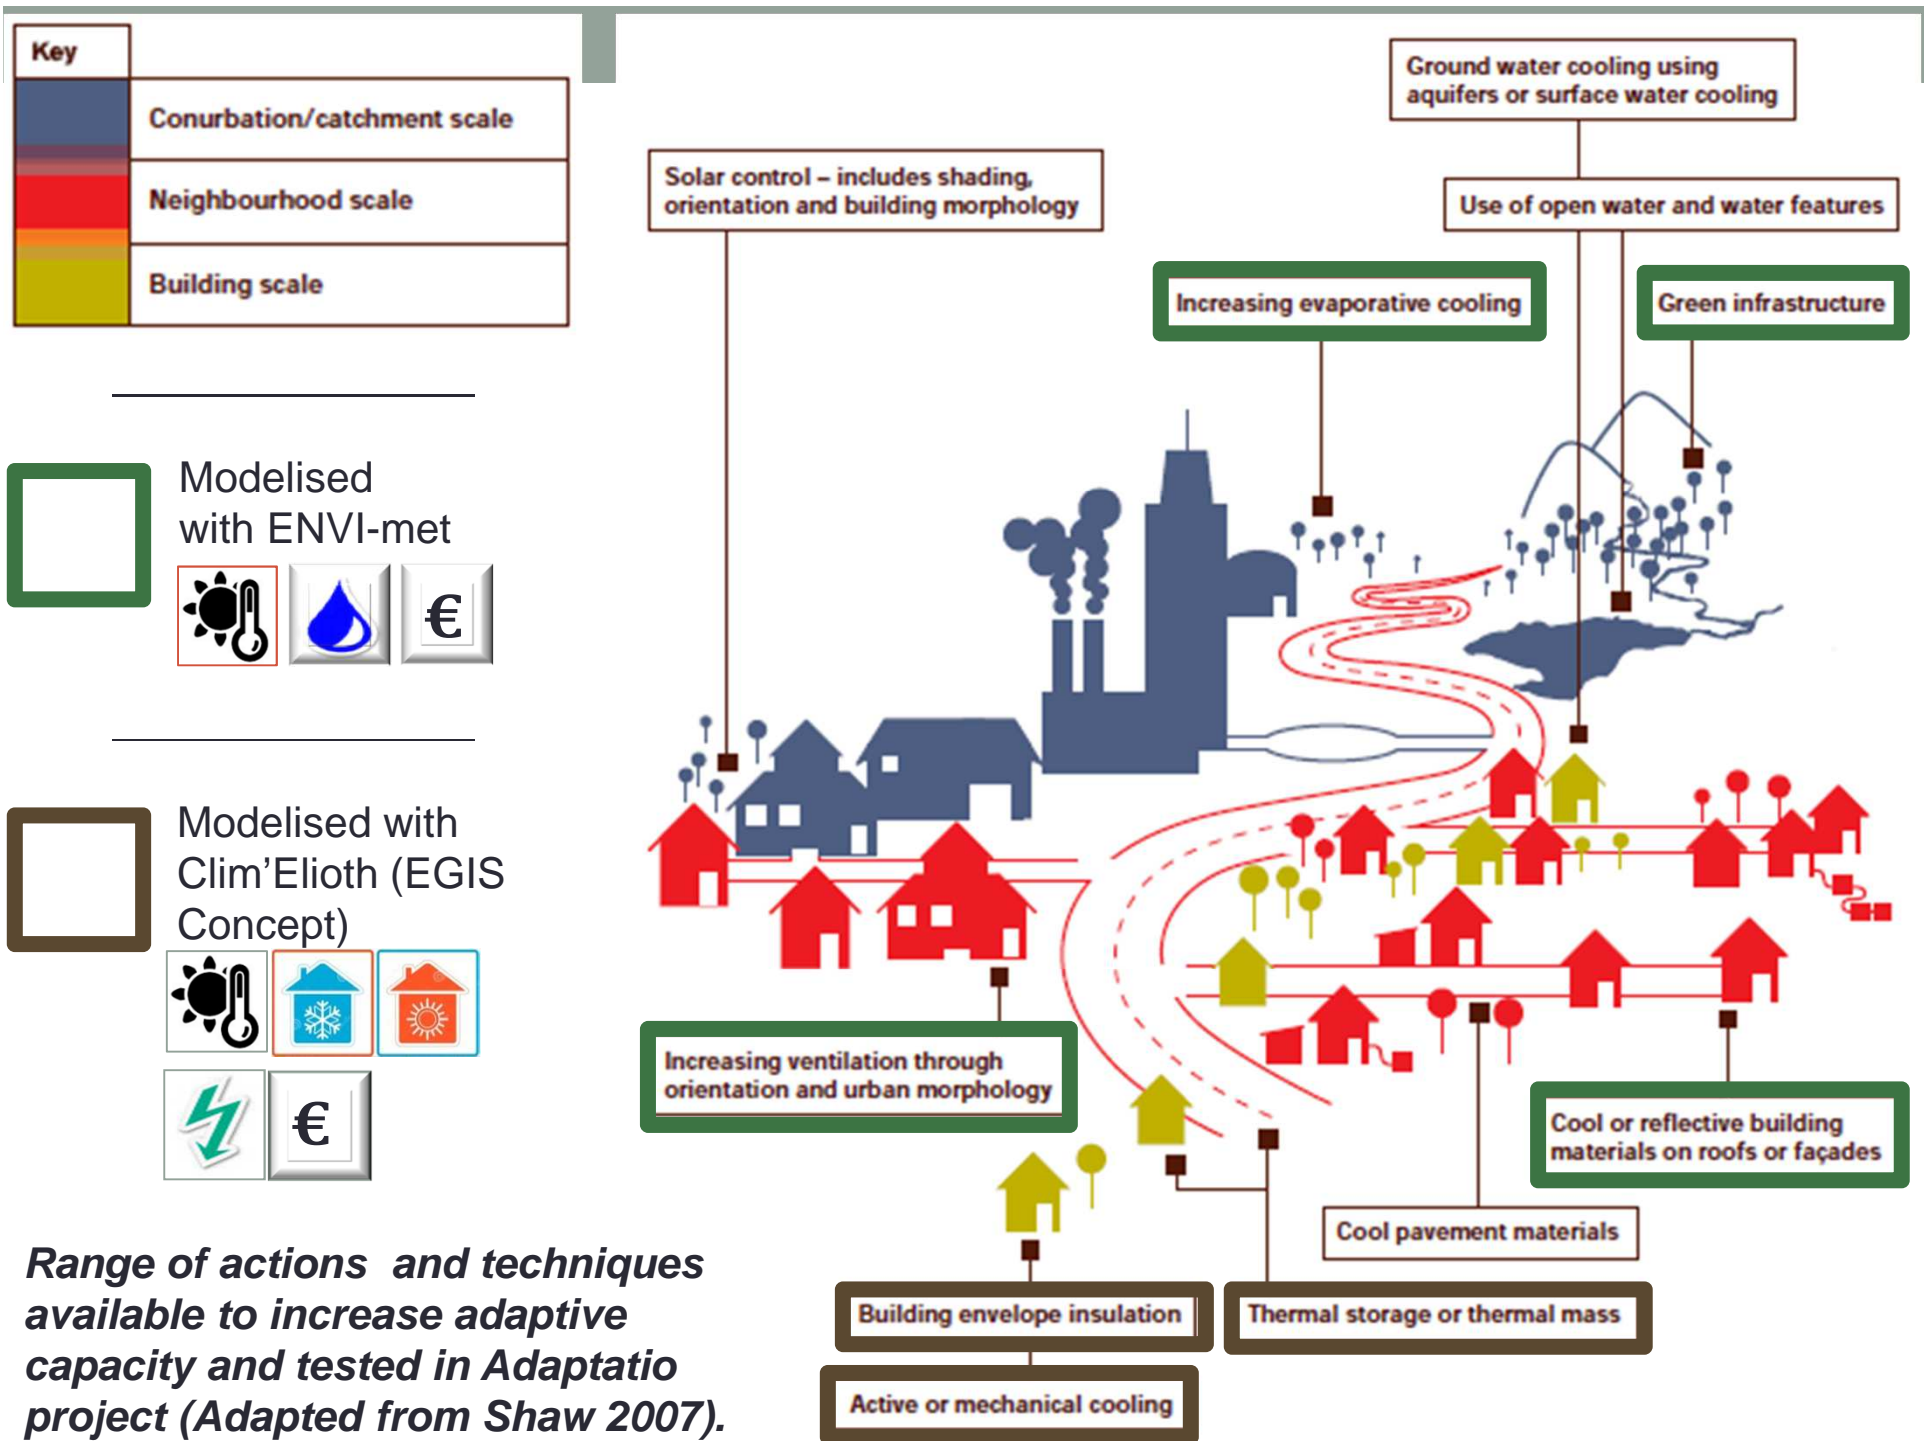 Key
Conurbation/catchment scale
Neighbourhood scale
Building scale
Modelised
with ENVI-met
€
Modelised with
Clim’Elioth (EGIS
Concept)
€
Range of actions and techniques
available to increase adaptive
capacity and tested in Adaptatio
project (Adapted from Shaw 2007).
Ground water cooling using
aquifers or surface water cooling
Solar control – includes shading,
orientation and building morphology
Use of open water and water features
Increasing evaporative cooling
Green infrastructure
Increasing ventilation through
orientation and urban morphology
Cool or reflective building
materials on roofs or façades
Cool pavement materials
Building envelope insulation
Thermal storage or thermal mass
Active or mechanical cooling